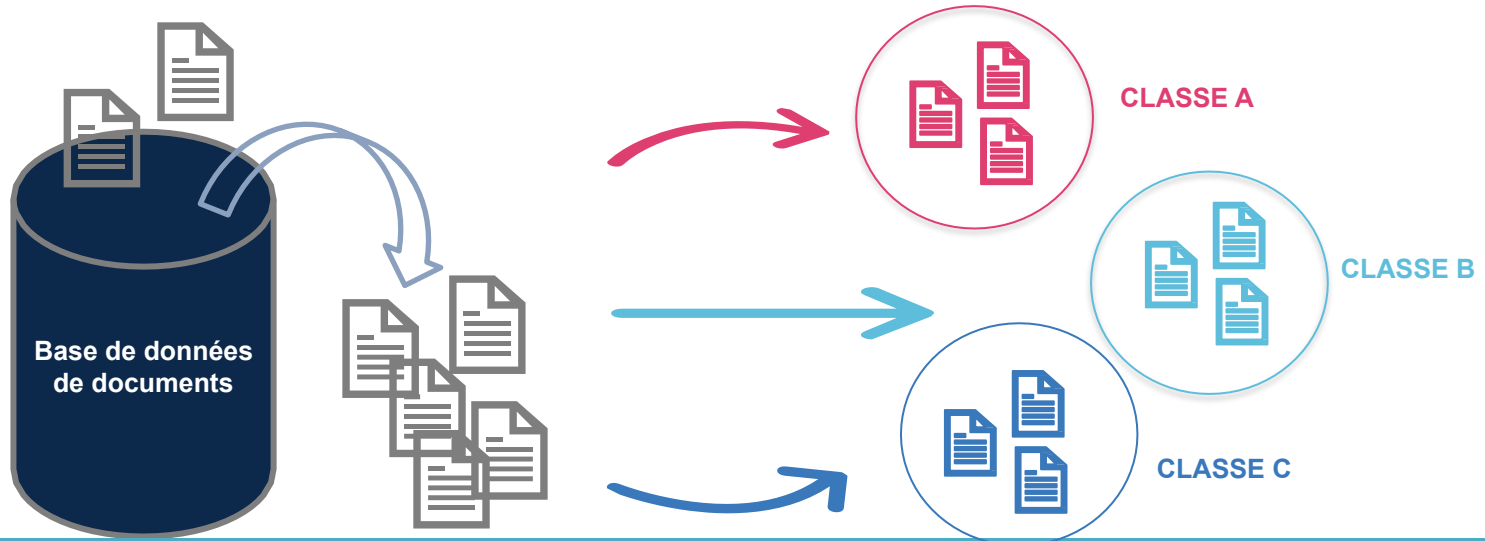 CLASSE A
CLASSE B
Base de données
de documents
CLASSE C